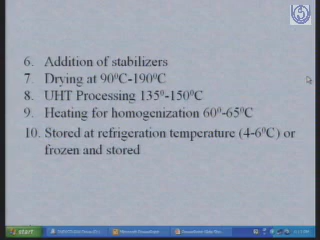 6. Addition of stabilizers
7. Drying at 90⁰C-190⁰C
8. UHT Processing 135⁰-150⁰C
9. Heating for homogenization 60⁰-65⁰C
10. Stored at refrigeration temperature (4-6⁰C) or
frozen and stored
start